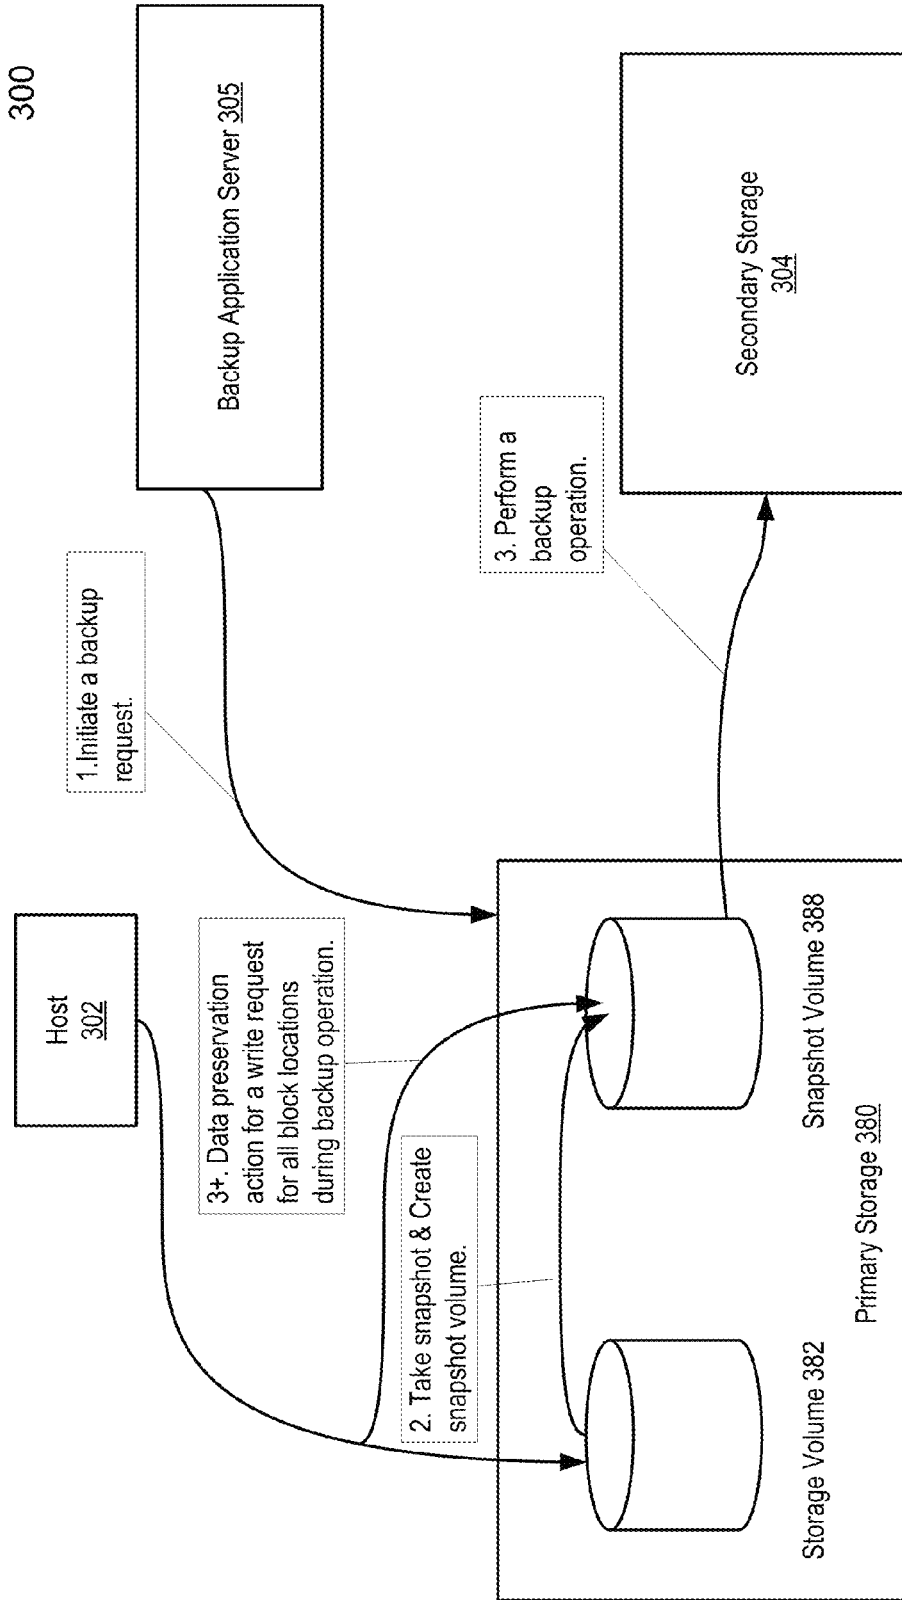 300
Host
302
Backup Application Server 305
1.Initiate a backup
request.
3+. Data preservation
action for a write request
for all block locations
during backup operation.
2. Take snapshot & Create
snapshot volume.
3. Perform a
backup
operation.
Storage Volume 382
Snapshot Volume 388
Primary Storage 380
Secondary Storage
304